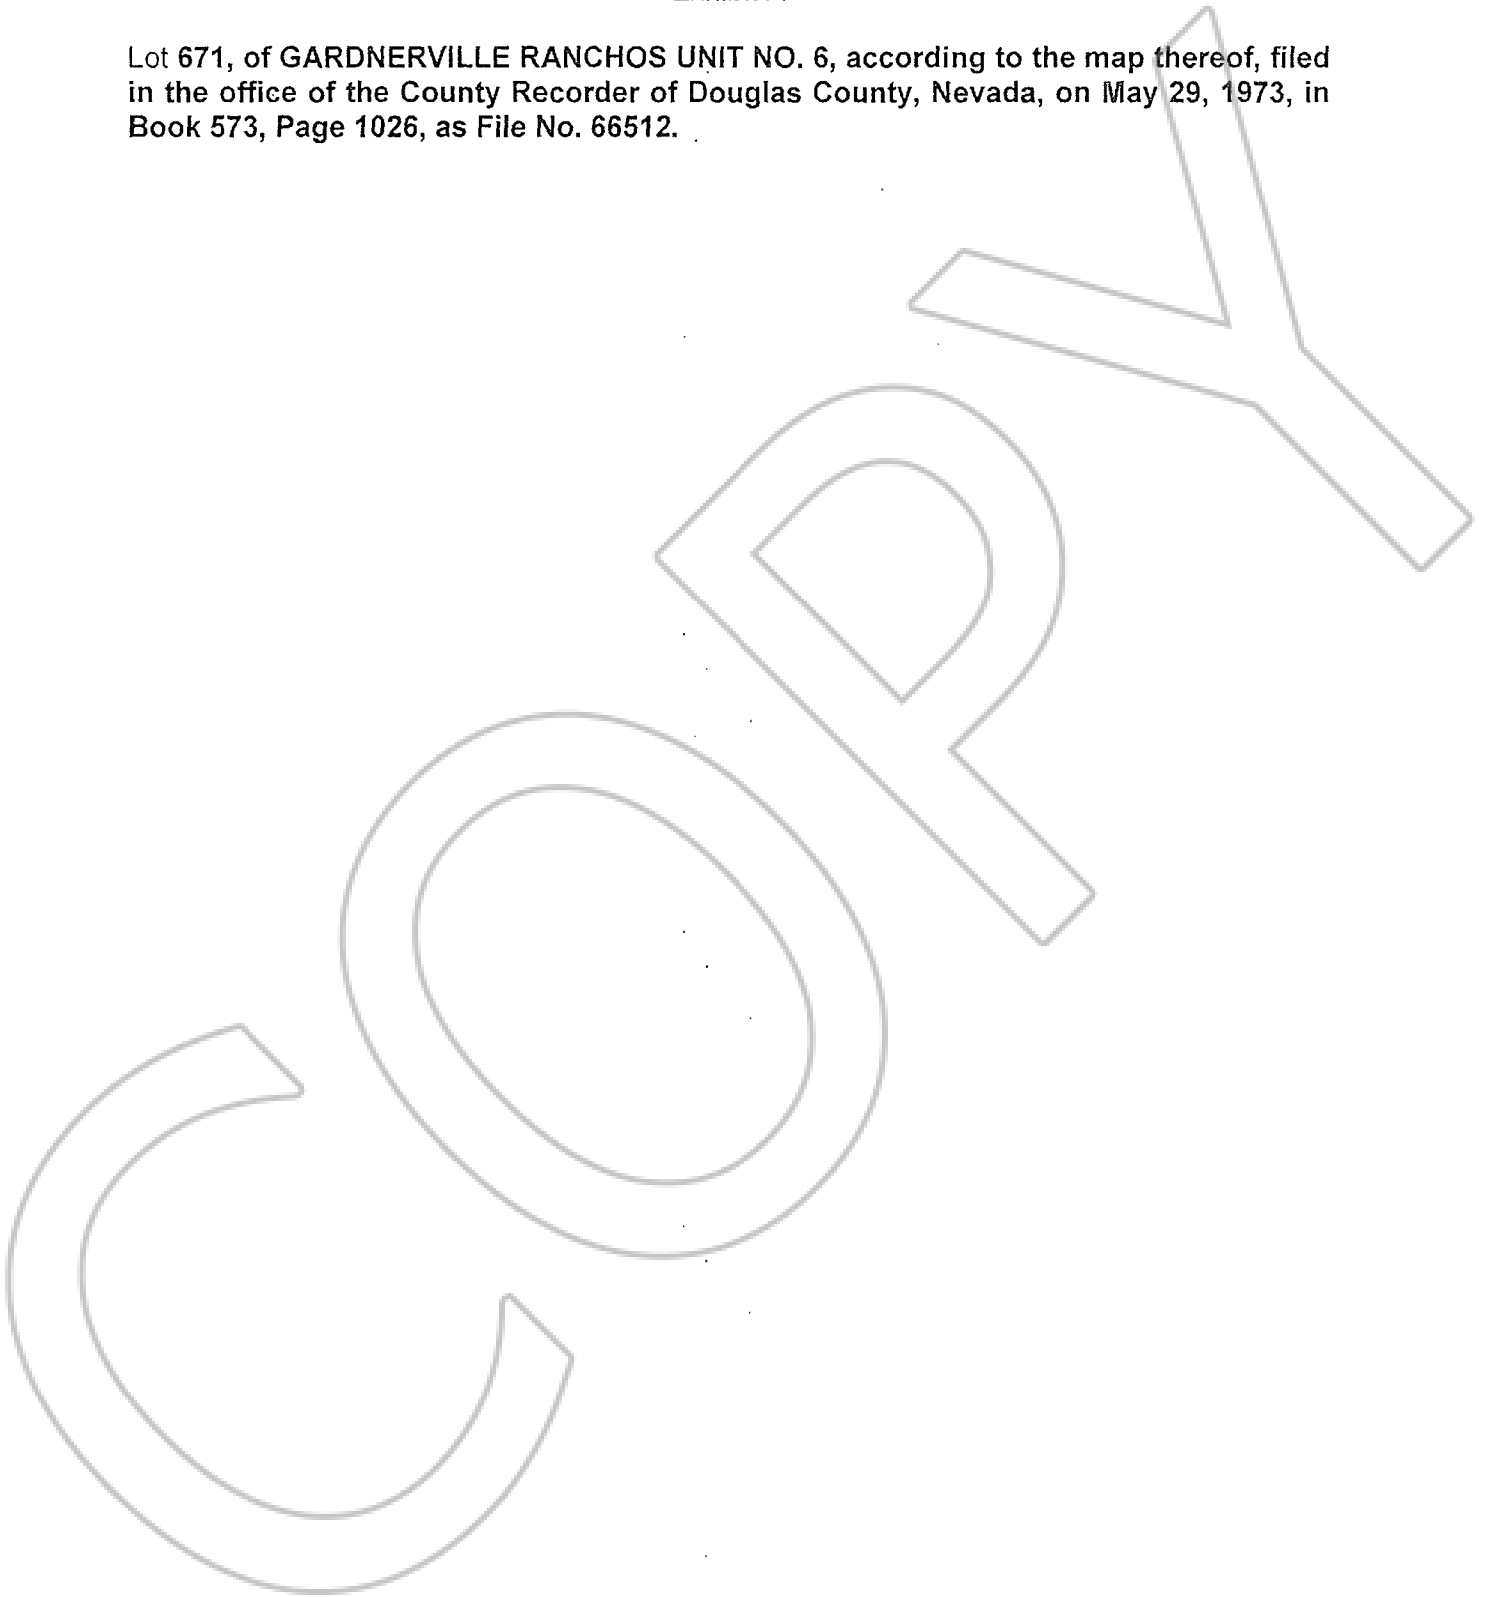 Lot 671, of GARDNERVILLE RANCHOS UNIT NO. 6, according to the map thereof, filed
in the office of the County Recorder of Douglas County, Nevada, on May 29, 1973, in
Book 573, Page 1026, as File No. 66512.
COPY